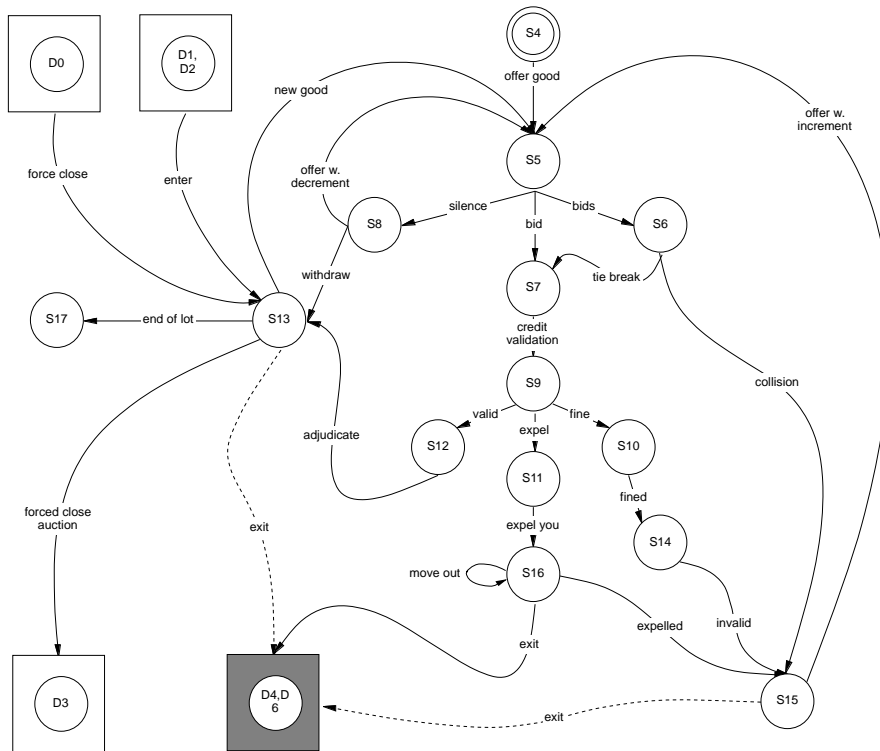 D0
D1,
D2
S4
offer good
new good
offer w.
increment
S5
force close
enter
offer w.
decrement
silence
bids
bid
S8
S6
withdraw
tie break
S7
S17
end of lot
S13
credit
validation
S9
collision
valid
fine
expel
adjudicate
S12
S10
S11
fined
forced close
auction
exit
expel you
S14
move out
S16
expelled
invalid
exit
D3
D4,D
6
S15
exit